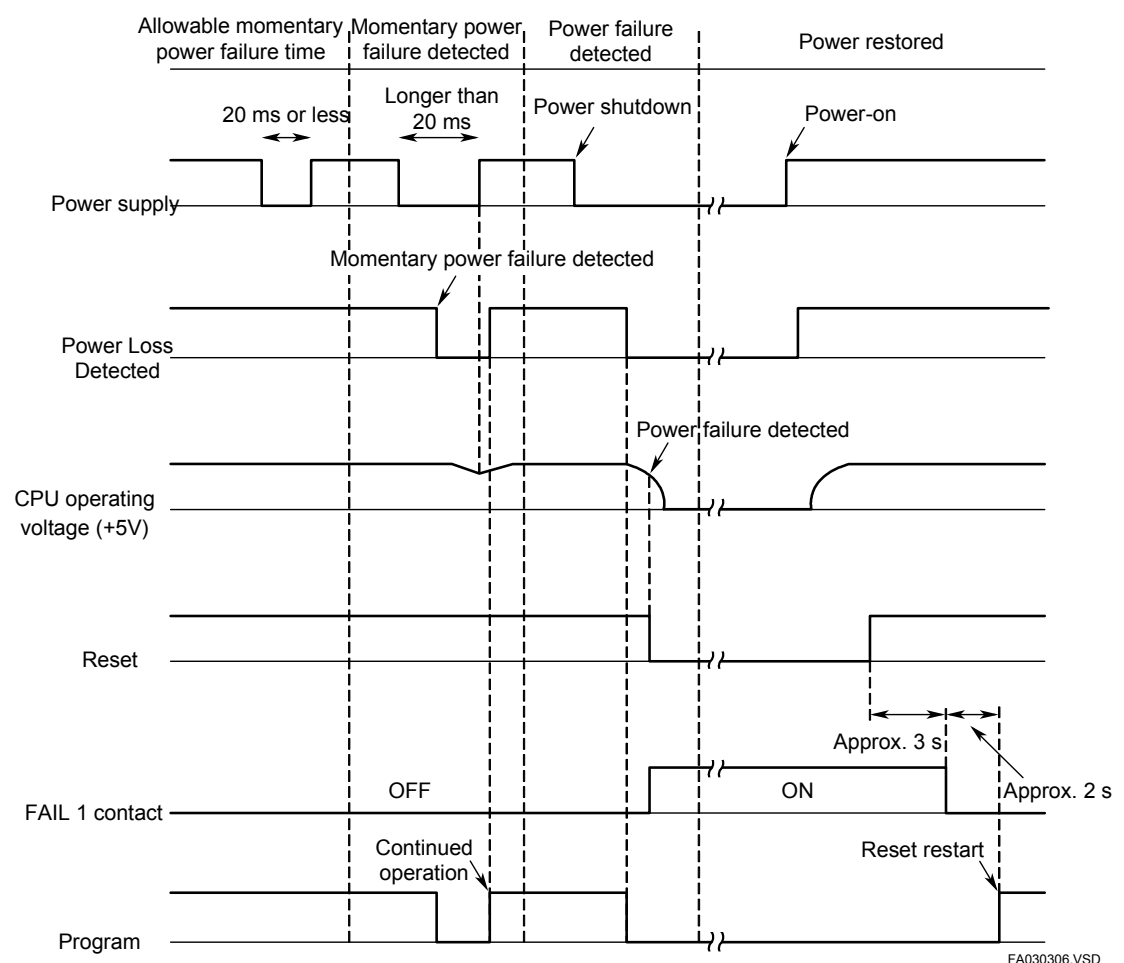 Allowable momentary
power failure time
Momentary power
failure detected
Power failure
detected
Power restored
20 ms or less
Longer than
20 ms
Power shutdown
Power-on
Power supply
Momentary power failure detected
Power Loss
Detected
Power failure detected
CPU operating
voltage (+5V)
Reset
Approx. 3 s
Approx. 2 s
OFF
ON
FAIL 1 contact
Continued
operation
Reset restart
Program
FA030306.VSD